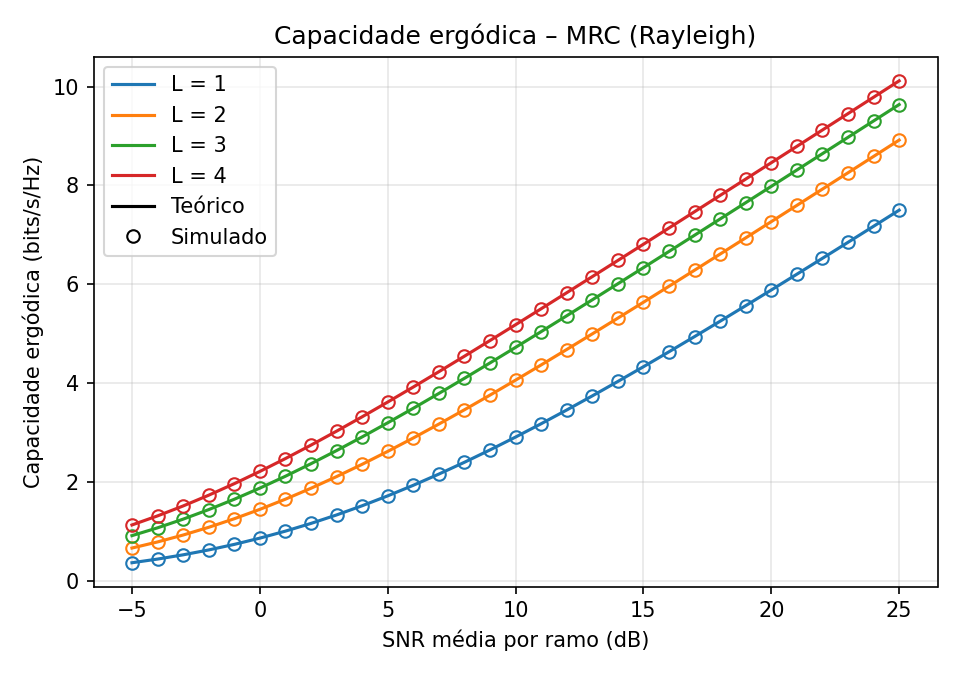 Capacidade ergódica – MRC (Rayleigh)
L = 1
L = 2
L = 3
L = 4
Teórico
Simulado
Capacidade ergódica (bits/s/Hz)
10
8
6
4
2
0
−5
0
5
10
15
20
25
SNR média por ramo (dB)